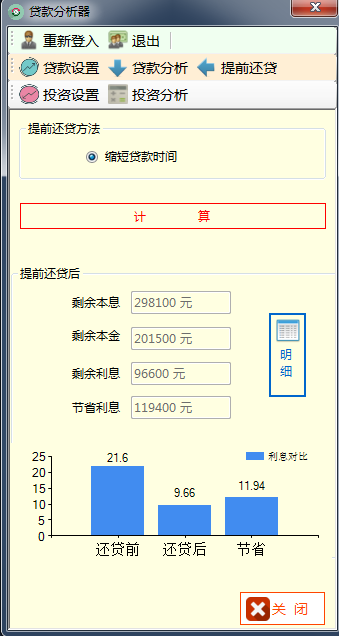 贷款分析器
重新登入 退出
贷款设置 贷款分析 提前还贷
投资设置 投资分析
提前还贷方法
缩短贷款时间
计 算
提前还贷后
剩余本息 298100 元
剩余本金 201500 元
剩余利息 96600 元
节省利息 119400 元
明细
利息对比
25
20
15
10
5
0
21.6
9.66
11.94
还贷前 还贷后 节省
关 闭